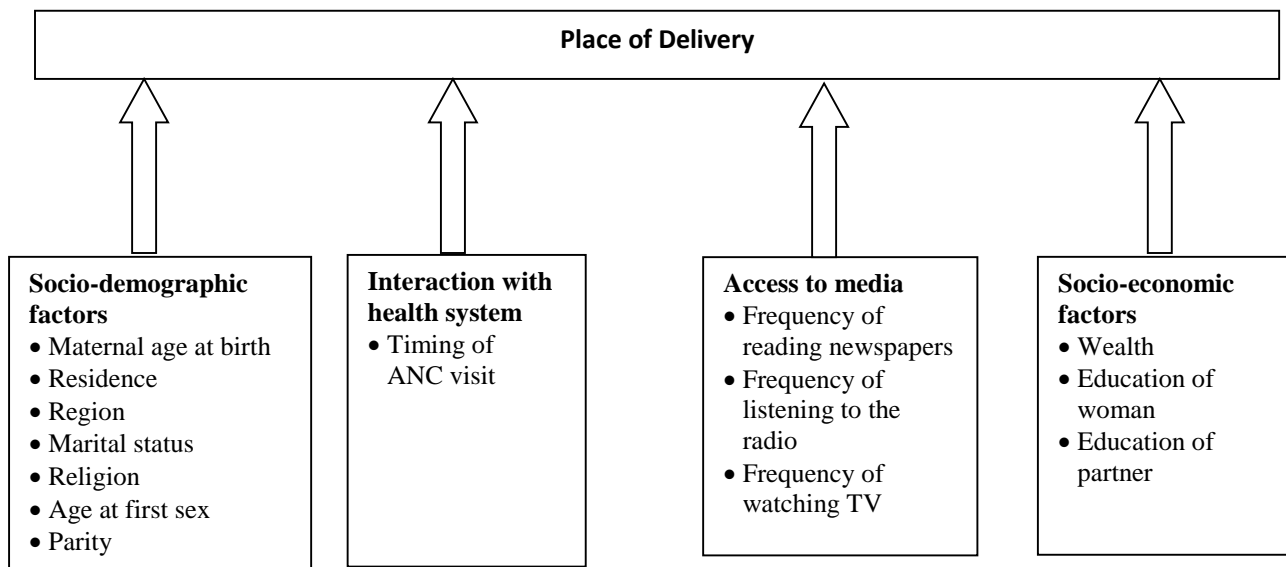 Place of Delivery
Socio-demographic
factors
• Maternal age at birth
• Residence
• Region
• Marital status
• Religion
• Age at first sex
• Parity
Interaction with
health system
• Timing of
ANC visit
Access to media
• Frequency of
reading newspapers
• Frequency of
listening to the
radio
• Frequency of
watching TV
Socio-economic
factors
• Wealth
• Education of
woman
• Education of
partner